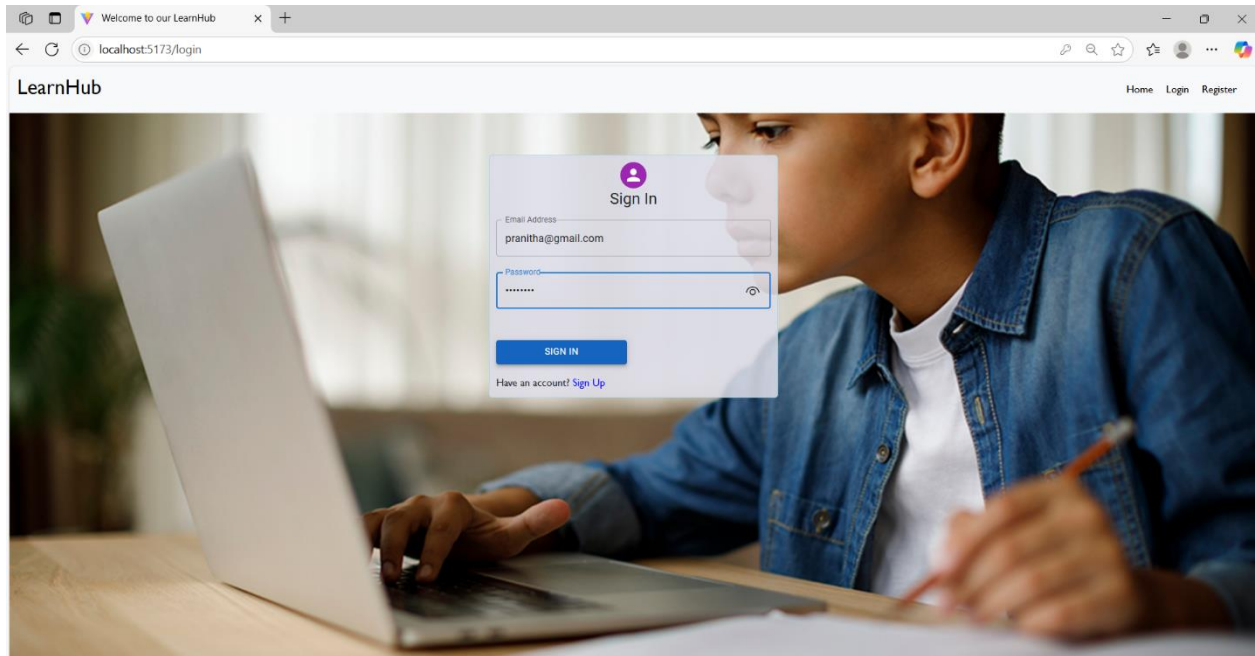 Welcome to our LearnHub
localhost:5173/login
LearnHub
Home Login Register
Sign In
Email Address
pranitha@gmail.com
Password
••••••••
SIGN IN
Have an account? Sign Up